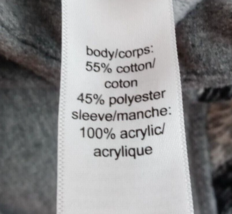 body/corps:
55% cotton/
coton
45% polyester
sleeve/manche:
100% acrylic/
acrylique